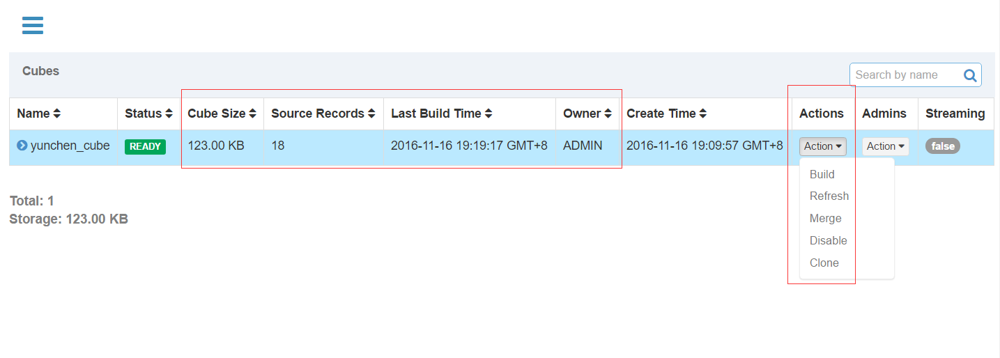 Cubes
Search by name
Name Status Cube Size Source Records Last Build Time Owner Create Time Actions Admins Streaming
yunchen_cube READY 123.00 KB 18 2016-11-16 19:19:17 GMT+8 ADMIN 2016-11-16 19:09:57 GMT+8 Action Action false
Build
Refresh
Merge
Disable
Clone
Total: 1
Storage: 123.00 KB